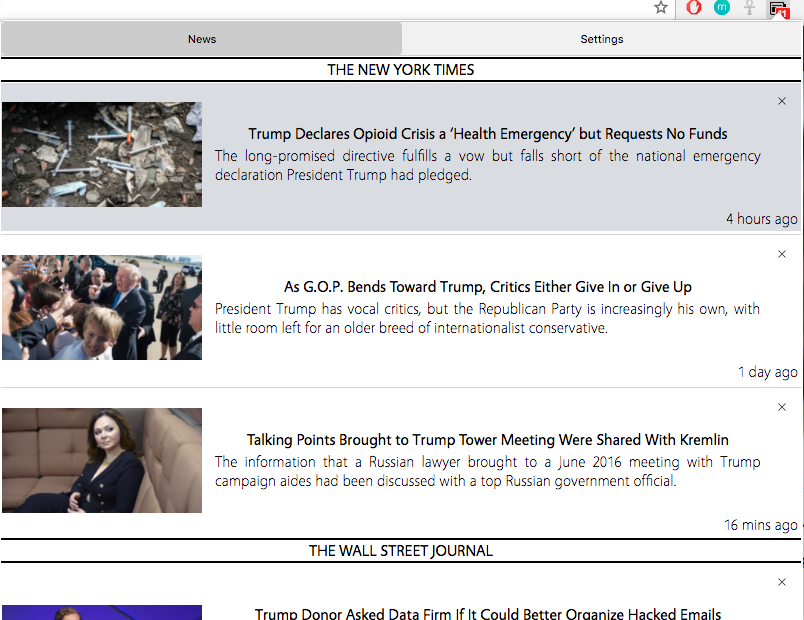 m
41
News
Settings
THE NEW YORK TIMES
Trump Declares Opioid Crisis a ‘Health Emergency’ but Requests No Funds
The long-promised directive fulfills a vow but falls short of the national emergency
declaration President Trump had pledged.
4 hours ago
As G.O.P. Bends Toward Trump, Critics Either Give In or Give Up
President Trump has vocal critics, but the Republican Party is increasingly his own, with
little room left for an older breed of internationalist conservative.
1 day ago
Talking Points Brought to Trump Tower Meeting Were Shared With Kremlin
The information that a Russian lawyer brought to a June 2016 meeting with Trump
campaign aides had been discussed with a top Russian government official.
16 mins ago
THE WALL STREET JOURNAL
Trump Donor Asked Data Firm If It Could Better Organize Hacked Emails